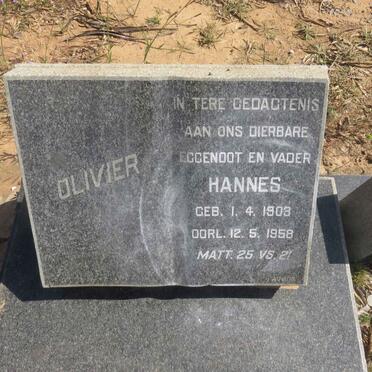 OLIVIER
IN TERE GEDAGTENIS
AAN ONS DIERBARE
EGGENOOT EN VADER
HANNES
GEB. 1. 4. 1903
OORL. 12. 5. 1958
MATT. 25 VS. 21